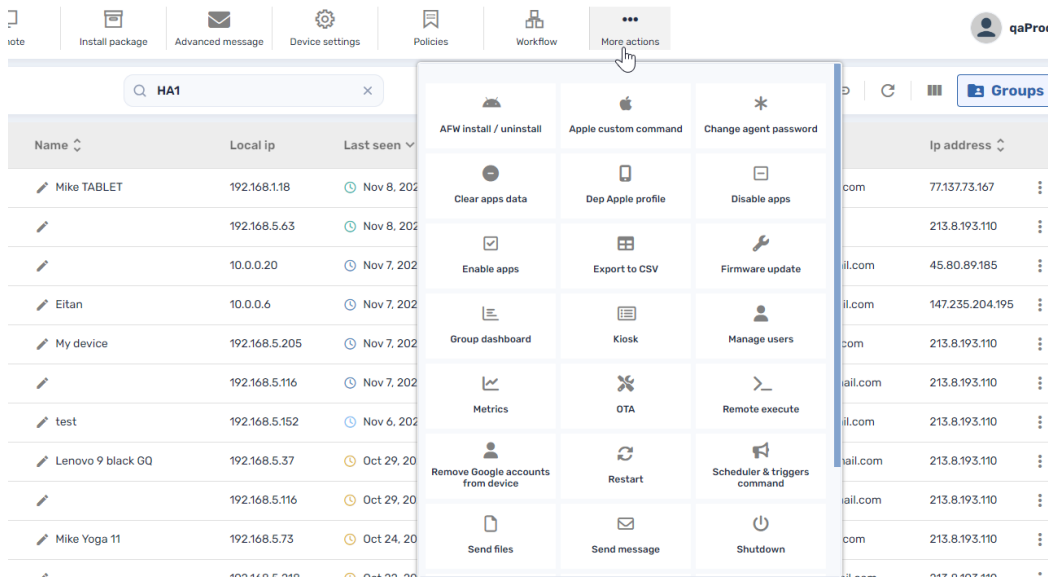 Install package
Advanced message
Device settings
Policies
Workflow
More actions
HA1
Groups
Name
Local ip
Last seen
Ip address
Mike TABLET
192.168.1.18
Nov 8, 202
com
77.137.73.167
192.168.5.63
Nov 8, 202
213.8.193.110
10.0.0.20
Nov 7, 202
il.com
45.80.89.185
Eitan
10.0.0.6
Nov 7, 202
il.com
147.235.204.195
My device
192.168.5.205
Nov 7, 202
com
213.8.193.110
192.168.5.116
Nov 7, 202
ail.com
213.8.193.110
test
192.168.5.152
Nov 6, 202
il.com
213.8.193.110
Lenovo 9 black GQ
192.168.5.37
Oct 29, 20
ail.com
213.8.193.110
192.168.5.116
Oct 29, 20
ail.com
213.8.193.110
Mike Yoga 11
192.168.5.73
Oct 24, 20
com
213.8.193.110
AFW install / uninstall
Apple custom command
Change agent password
Clear apps data
Dep Apple profile
Disable apps
Enable apps
Export to CSV
Firmware update
Group dashboard
Kiosk
Manage users
Metrics
OTA
Remote execute
Remove Google accounts
from device
Restart
Scheduler & triggers
command
Send files
Send message
Shutdown